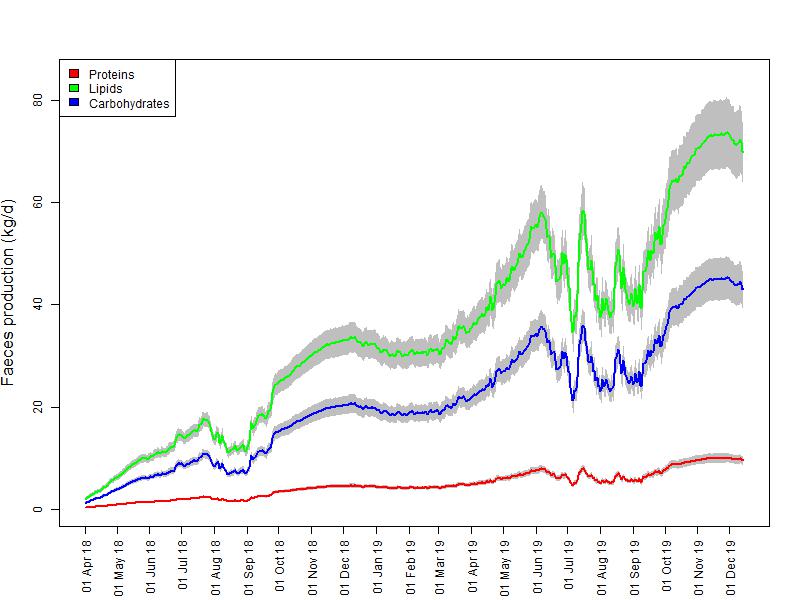 Proteins
Lipids
Carbohydrates
Faeces production (kg/d)
80
60
40
20
0
01 Apr 18
01 May 18
01 Jun 18
01 Jul 18
01 Aug 18
01 Sep 18
01 Oct 18
01 Nov 18
01 Dec 18
01 Jan 19
01 Feb 19
01 Mar 19
01 Apr 19
01 May 19
01 Jun 19
01 Jul 19
01 Aug 19
01 Sep 19
01 Oct 19
01 Nov 19
01 Dec 19